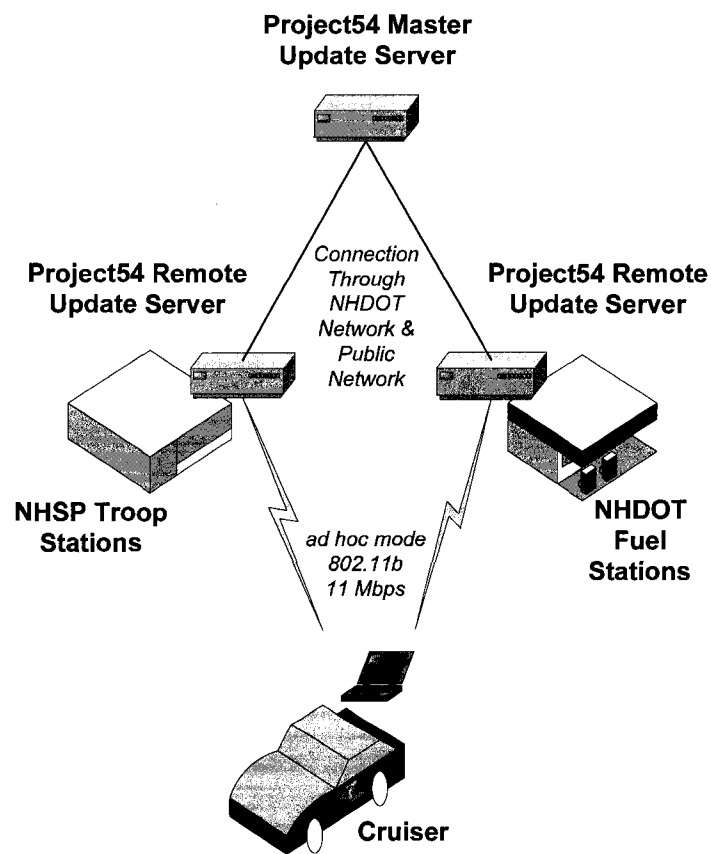 Project54 Master
Update Server
Connection
Through
NHDOT
Network &
Public
Network
Project54 Remote
Update Server
Project54 Remote
Update Server
NHSP Troop
Stations
NHDOT
Fuel
Stations
ad hoc mode
802.11b
11 Mbps
Cruiser